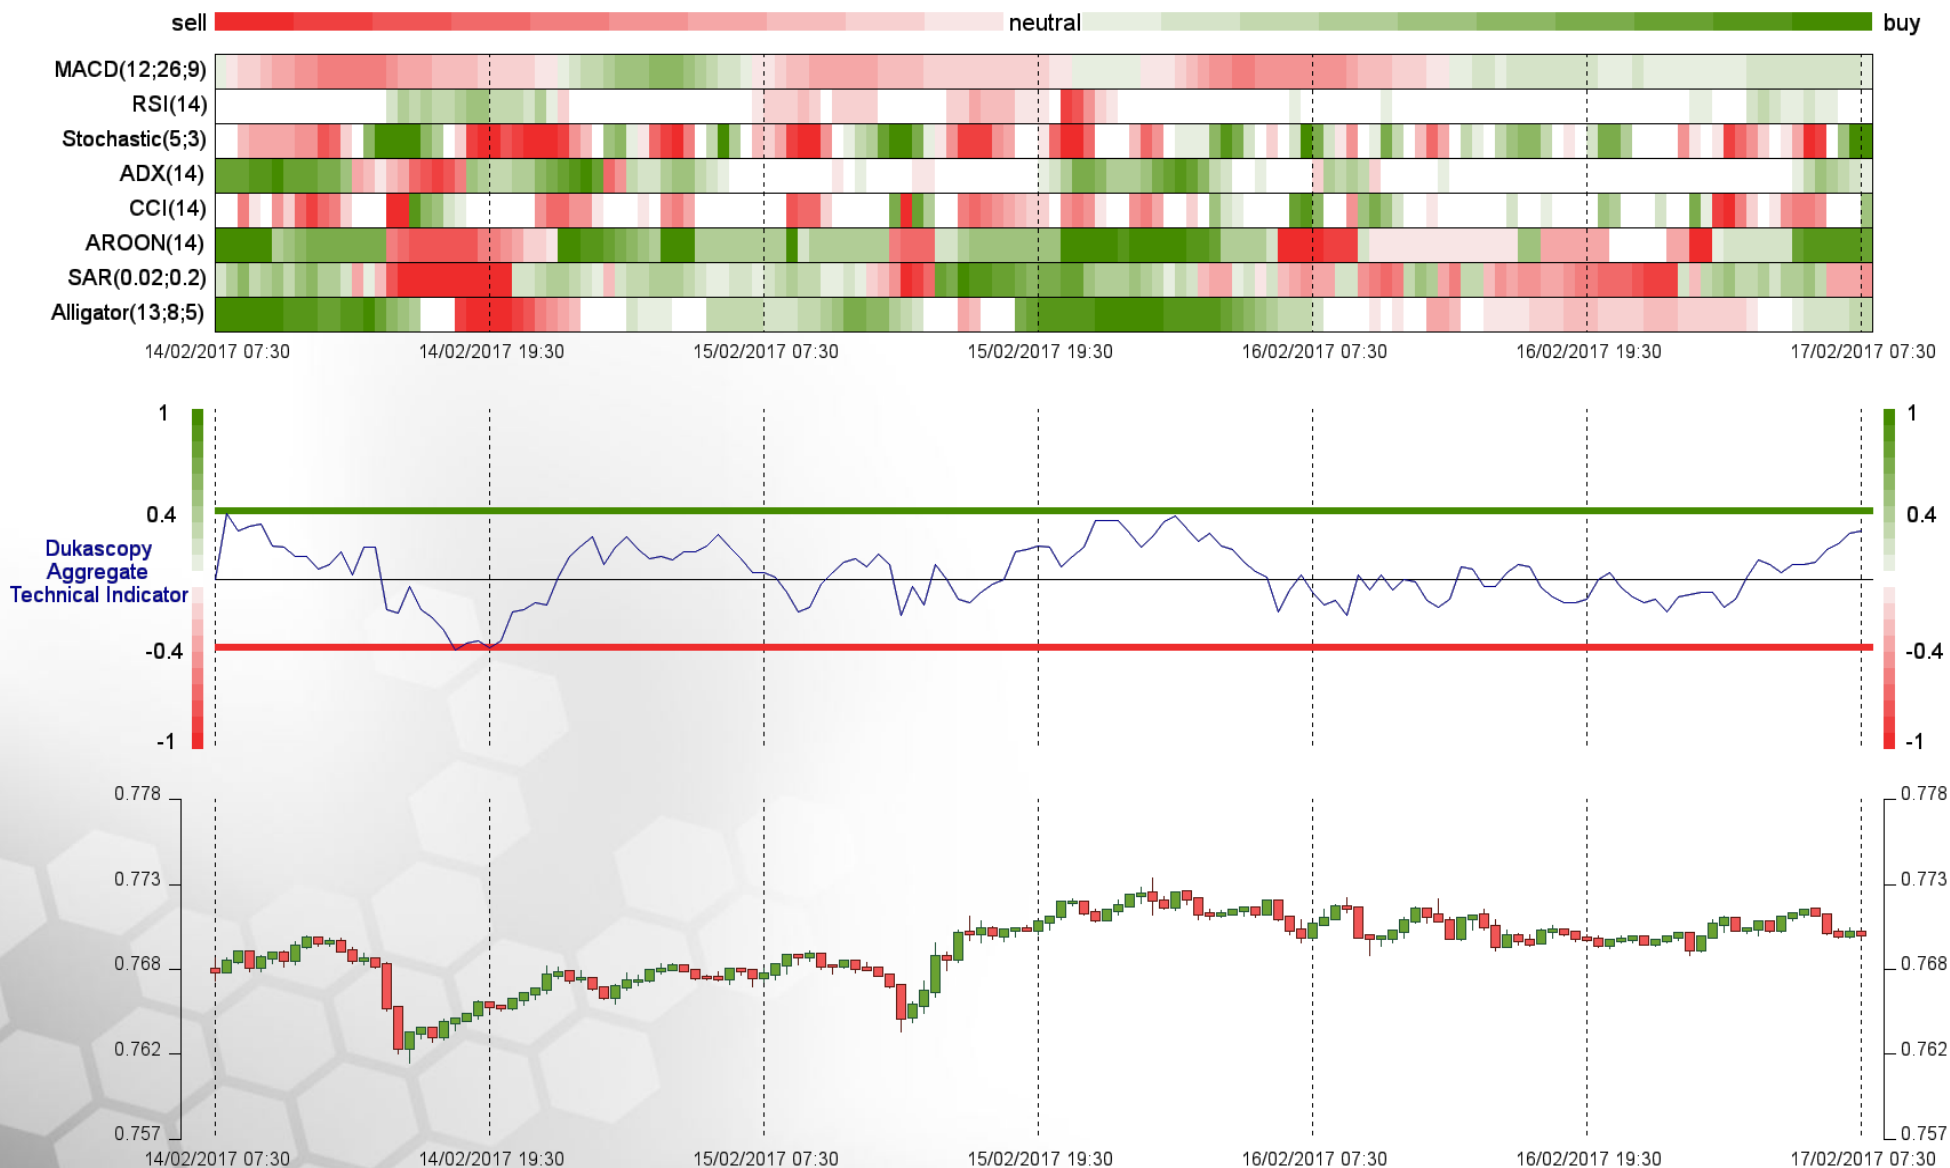 sell neutral buy
MACD(12;26;9)
RSI(14)
Stochastic(5;3)
ADX(14)
CCI(14)
AROON(14)
SAR(0.02;0.2)
Alligator(13;8;5)
14/02/2017 07:30 14/02/2017 19:30 15/02/2017 07:30 15/02/2017 19:30 16/02/2017 07:30 16/02/2017 19:30 17/02/2017 07:30
1 1
0.4 0.4
Dukascopy
Aggregate
Technical Indicator
-0.4 -0.4
-1 -1
0.778 0.778
0.773 0.773
0.768 0.768
0.762 0.762
0.757 0.757
14/02/2017 07:30 14/02/2017 19:30 15/02/2017 07:30 15/02/2017 19:30 16/02/2017 07:30 16/02/2017 19:30 17/02/2017 07:30